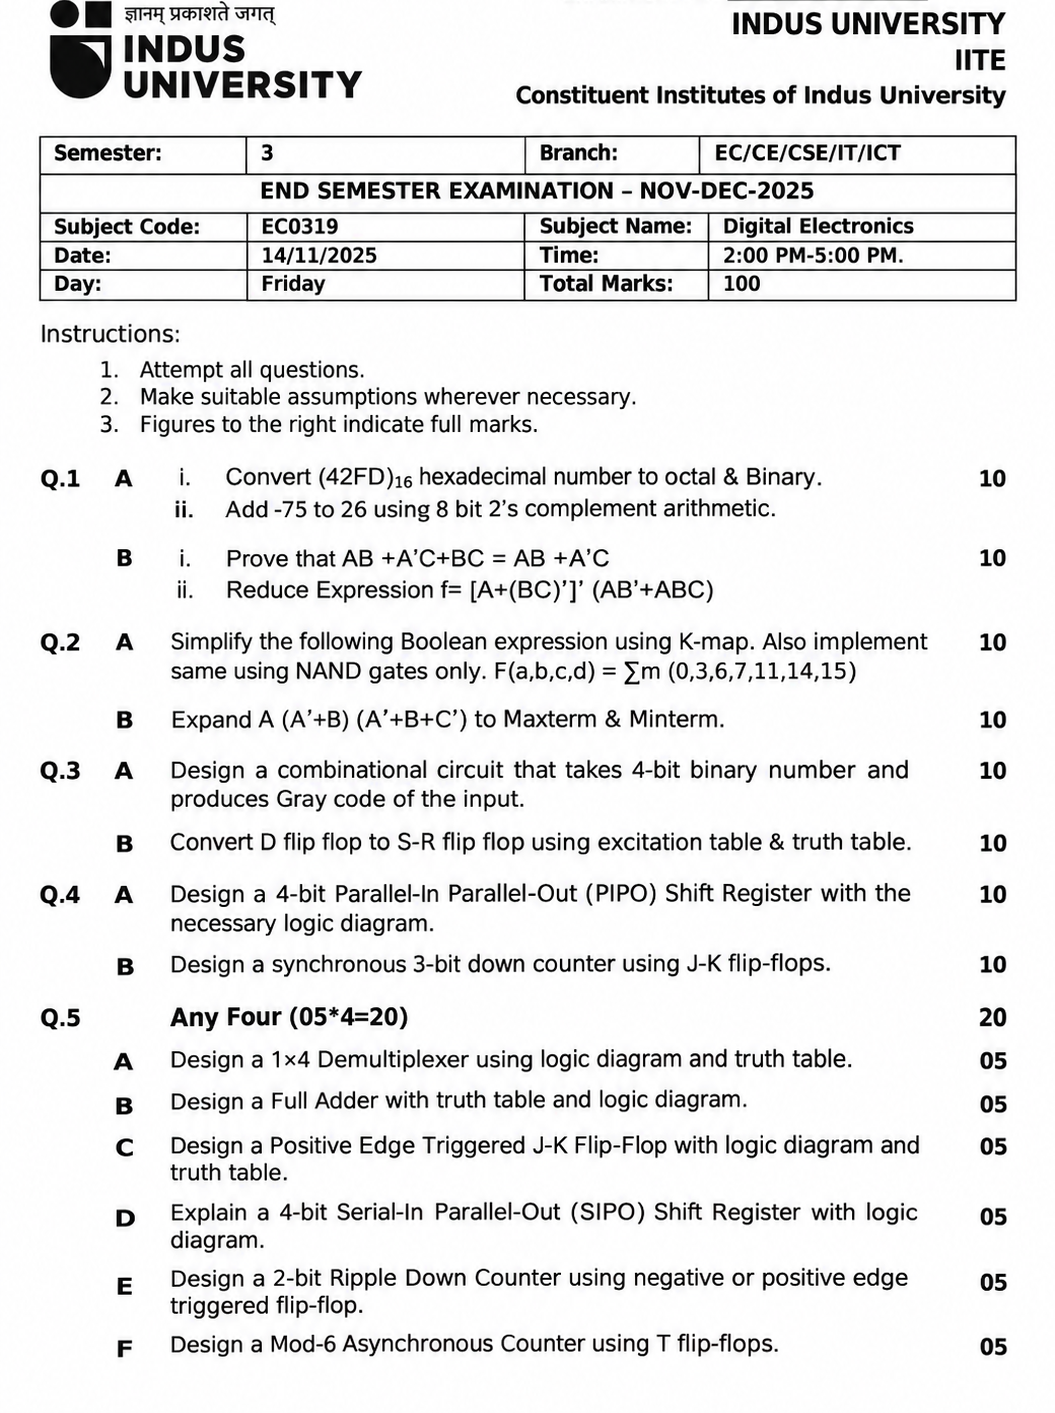 ज्ञानम् प्रकाशते जगत्
INDUS
UNIVERSITY
INDUS UNIVERSITY
IITE
Constituent Institutes of Indus University
Semester: 3 Branch: EC/CE/CSE/IT/ICT
END SEMESTER EXAMINATION – NOV-DEC-2025
Subject Code: EC0319 Subject Name: Digital Electronics
Date: 14/11/2025 Time: 2:00 PM-5:00 PM.
Day: Friday Total Marks: 100
Instructions:
1. Attempt all questions.
2. Make suitable assumptions wherever necessary.
3. Figures to the right indicate full marks.
Q.1 A i. Convert (42FD)₁₆ hexadecimal number to octal & Binary. 10
ii. Add -75 to 26 using 8 bit 2's complement arithmetic.
B i. Prove that AB +A'C+BC = AB +A'C 10
ii. Reduce Expression f= [A+(BC)']' (AB'+ABC)
Q.2 A Simplify the following Boolean expression using K-map. Also implement 10
same using NAND gates only. F(a,b,c,d) = ∑m (0,3,6,7,11,14,15)
B Expand A (A'+B) (A'+B+C') to Maxterm & Minterm. 10
Q.3 A Design a combinational circuit that takes 4-bit binary number and 10
produces Gray code of the input.
B Convert D flip flop to S-R flip flop using excitation table & truth table. 10
Q.4 A Design a 4-bit Parallel-In Parallel-Out (PIPO) Shift Register with the 10
necessary logic diagram.
B Design a synchronous 3-bit down counter using J-K flip-flops. 10
Q.5 Any Four (05*4=20) 20
A Design a 1×4 Demultiplexer using logic diagram and truth table. 05
B Design a Full Adder with truth table and logic diagram. 05
C Design a Positive Edge Triggered J-K Flip-Flop with logic diagram and 05
truth table.
D Explain a 4-bit Serial-In Parallel-Out (SIPO) Shift Register with logic 05
diagram.
E Design a 2-bit Ripple Down Counter using negative or positive edge 05
triggered flip-flop.
F Design a Mod-6 Asynchronous Counter using T flip-flops. 05